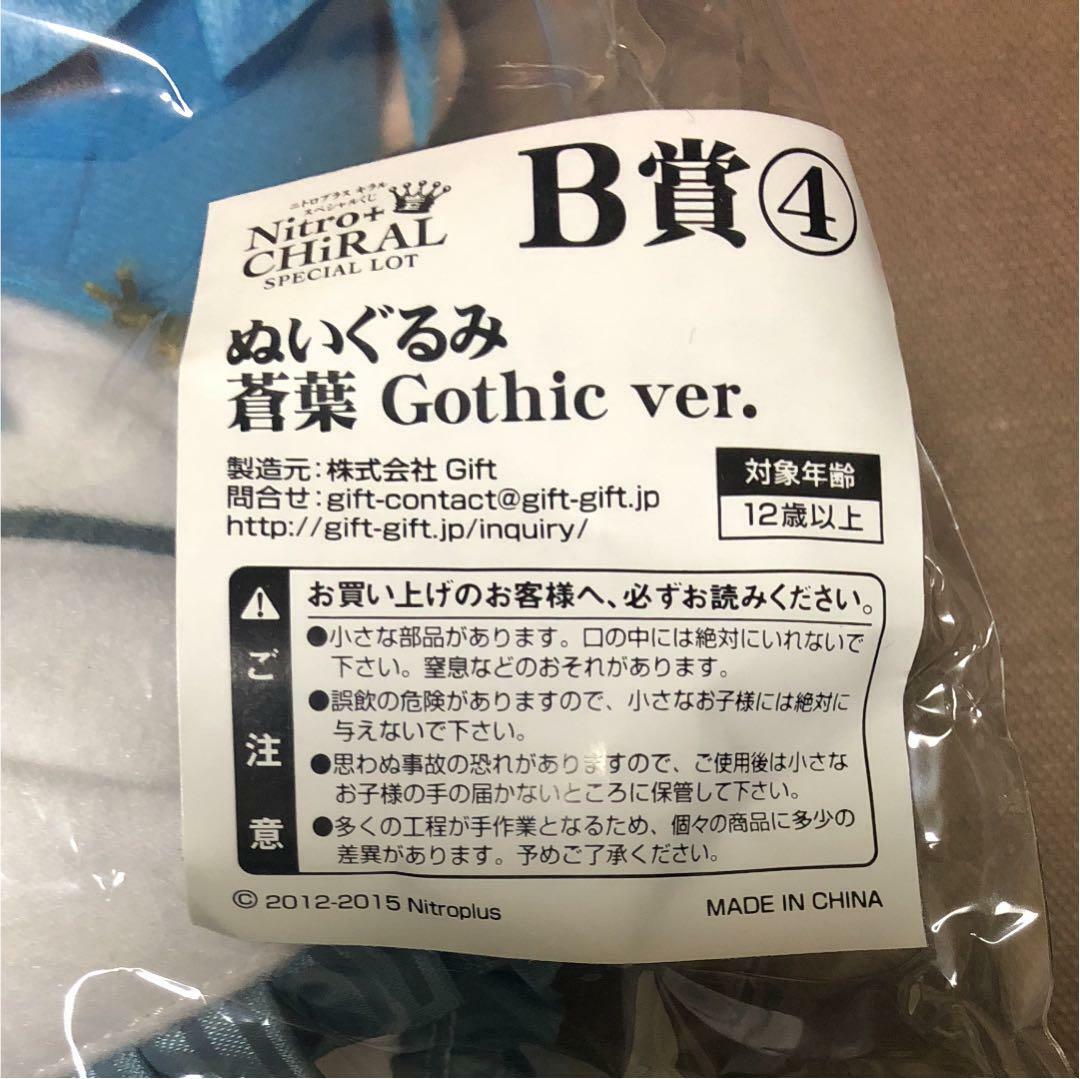 ニトロプラス キラル
スペシャルくじ
Nitro+
CHiRAL
SPECIAL LOT
B賞④
ぬいぐるみ
蒼葉 Gothic ver.
製造元:株式会社 Gift
問合せ:gift-contact@gift-gift.jp
http://gift-gift.jp/inquiry/
対象年齢
12歳以上
ご注意
お買い上げのお客様へ、必ずお読みください。
●小さな部品があります。口の中には絶対にいれないで
下さい。窒息などのおそれがあります。
●誤飲の危険がありますので、小さなお子様には絶対に
与えないで下さい。
●思わぬ事故の恐れがありますので、ご使用後は小さな
お子様の手の届かないところに保管して下さい。
●多くの工程が手作業となるため、個々の商品に多少の
差異があります。予めご了承ください。
© 2012-2015 Nitroplus
MADE IN CHINA